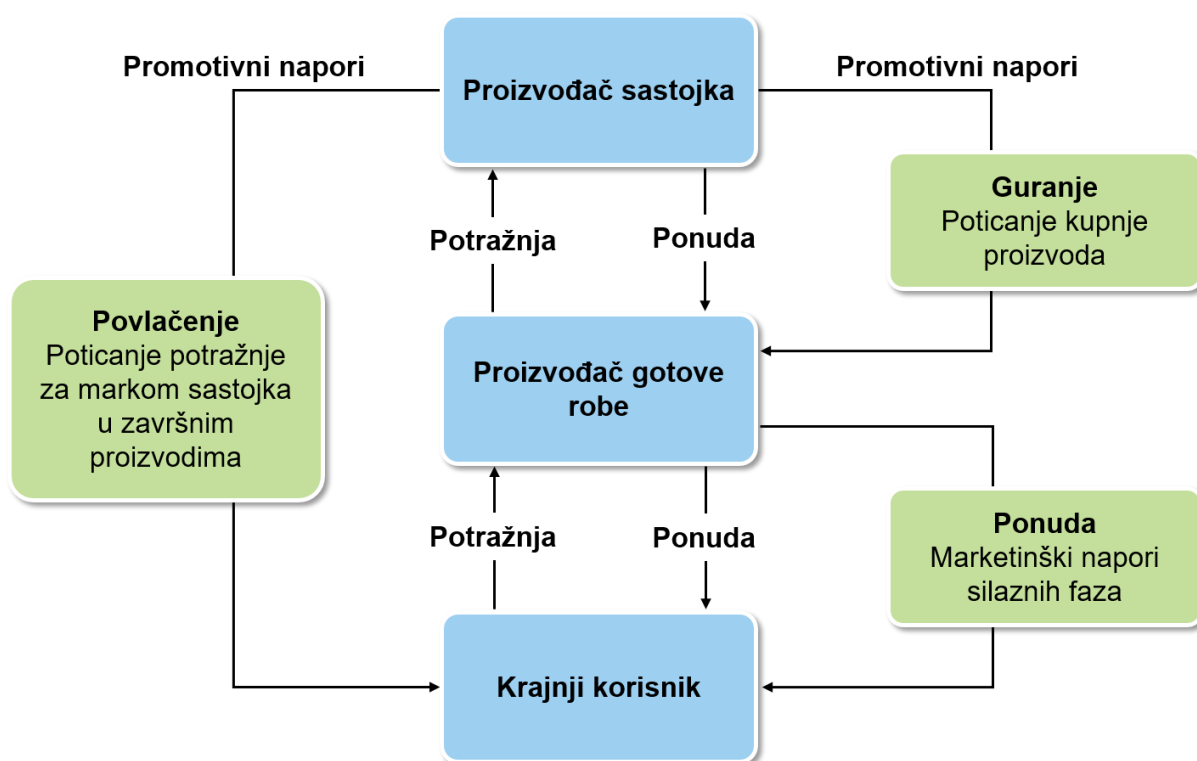 Promotivni napori
Proizvođač sastojka
Promotivni napori
Guranje
Poticanje kupnje
proizvoda
Potražnja
Ponuda
Povlačenje
Poticanje potražnje
za markom sastojka
u završnim
proizvodima
Proizvođač gotove
robe
Potražnja
Ponuda
Ponuda
Marketinški napori
silaznih faza
Krajnji korisnik